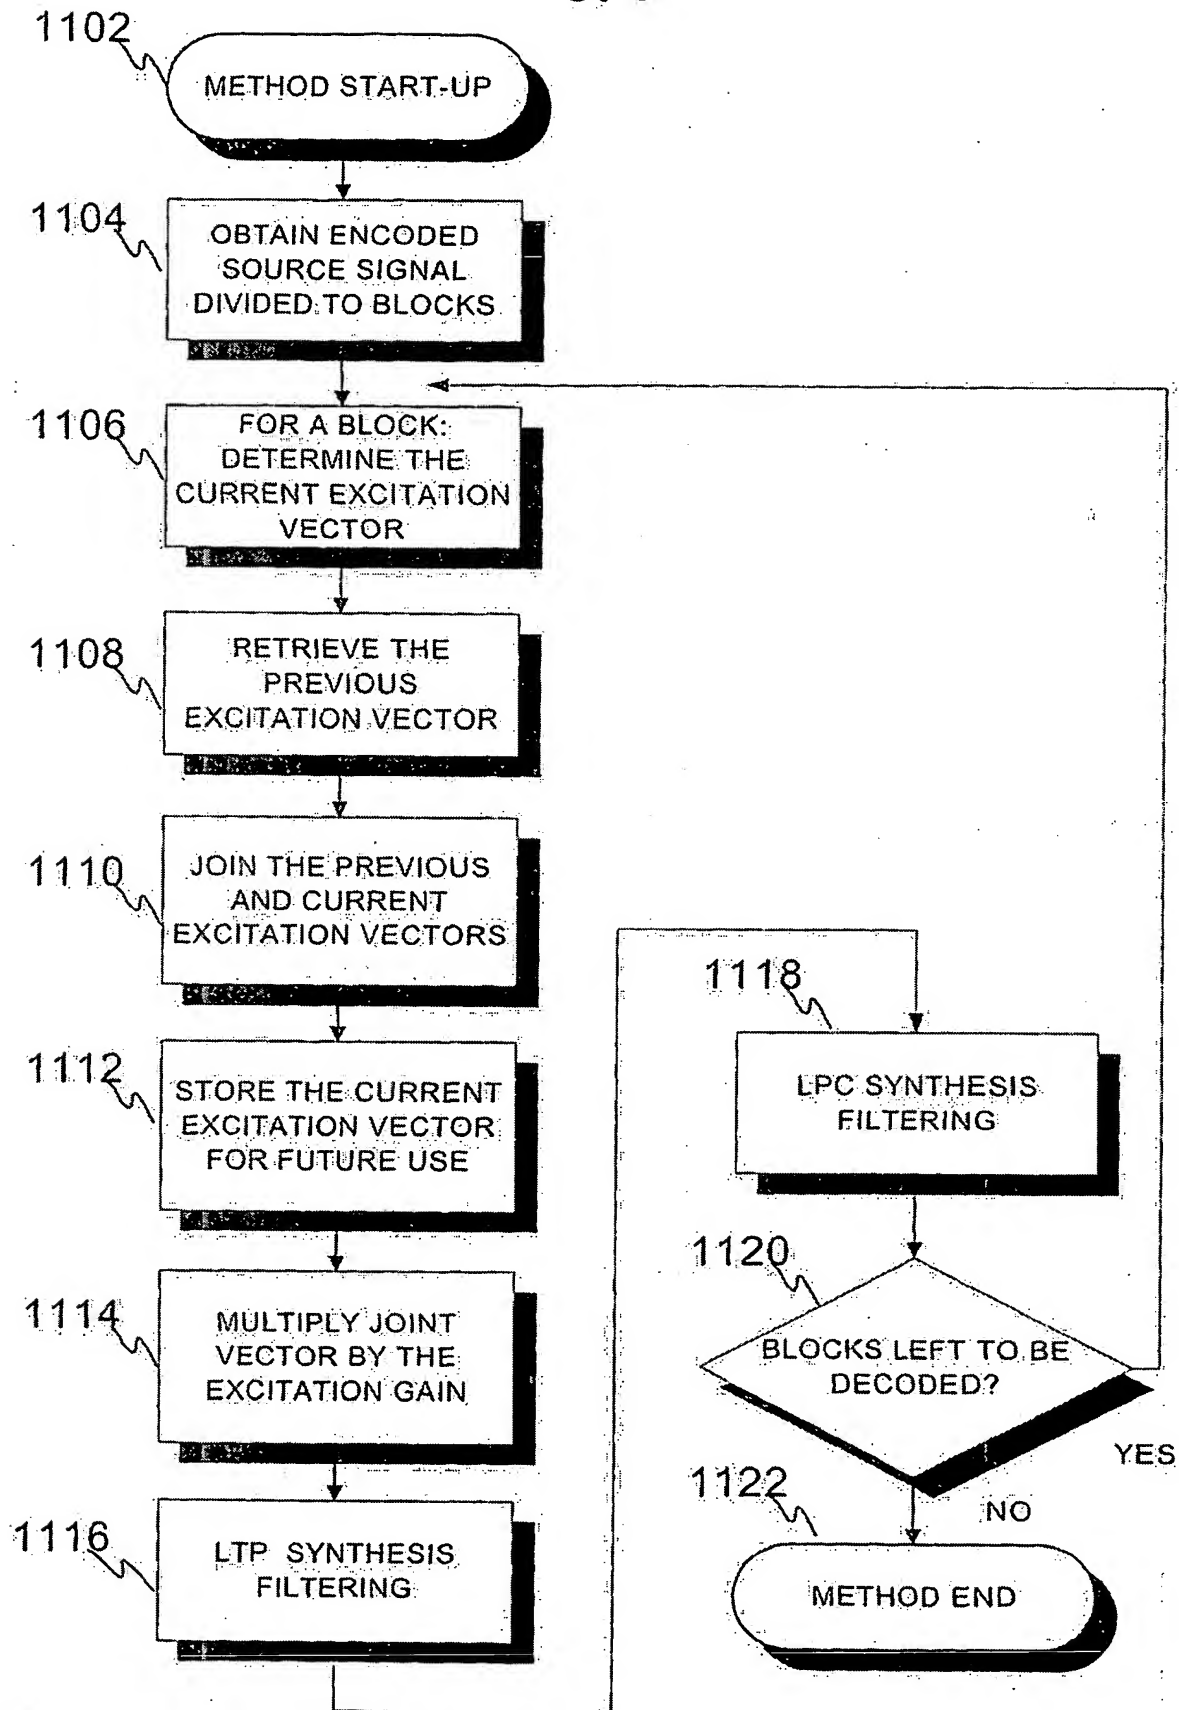 1102
METHOD START-UP
1104
OBTAIN ENCODED
SOURCE SIGNAL
DIVIDED TO BLOCKS
1106
FOR A BLOCK:
DETERMINE THE
CURRENT EXCITATION
VECTOR
1108
RETRIEVE THE
PREVIOUS
EXCITATION VECTOR
1110
JOIN THE PREVIOUS
AND CURRENT
EXCITATION VECTORS
1112
STORE THE CURRENT
EXCITATION VECTOR
FOR FUTURE USE
1114
MULTIPLY JOINT
VECTOR BY THE
EXCITATION GAIN
1116
LTP SYNTHESIS
FILTERING
1118
LPC SYNTHESIS
FILTERING
1120
BLOCKS LEFT TO BE
DECODED?
YES
NO
1122
METHOD END